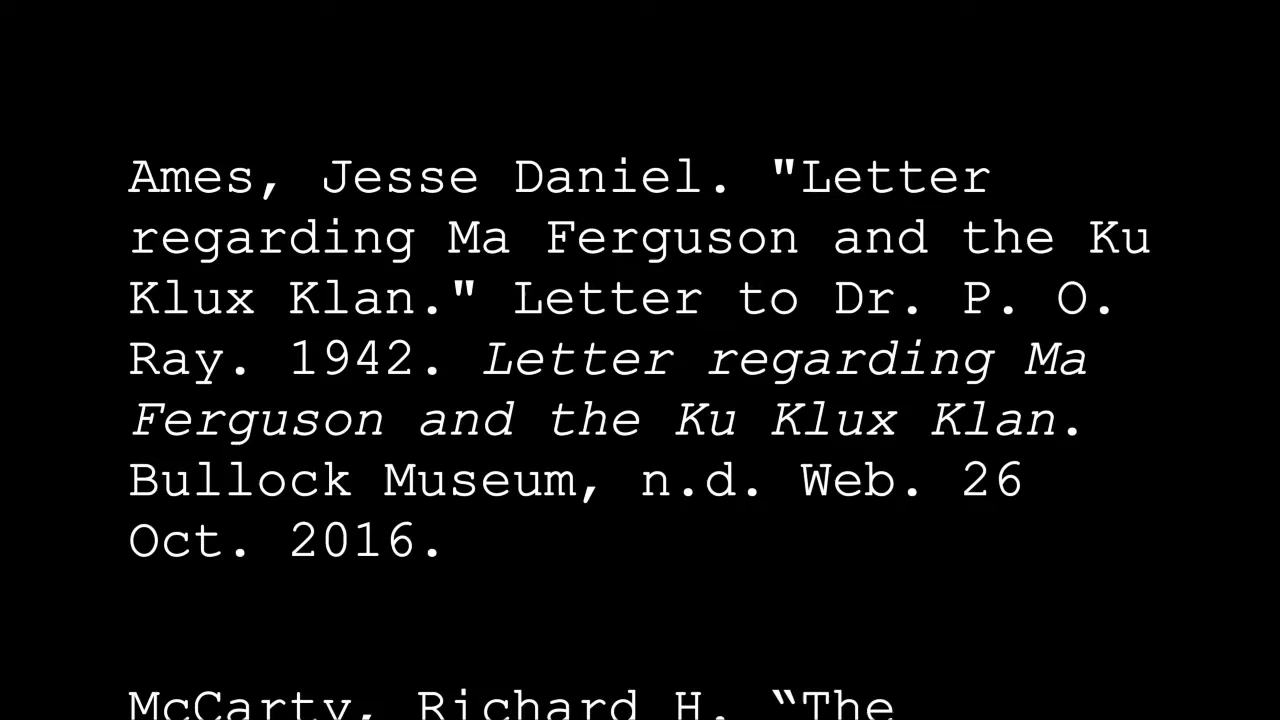 Ames, Jesse Daniel. "Letter
regarding Ma Ferguson and the Ku
Klux Klan." Letter to Dr. P. O.
Ray. 1942. Letter regarding Ma
Ferguson and the Ku Klux Klan.
Bullock Museum, n.d. Web. 26
Oct. 2016.
McCarty, Richard H. “The